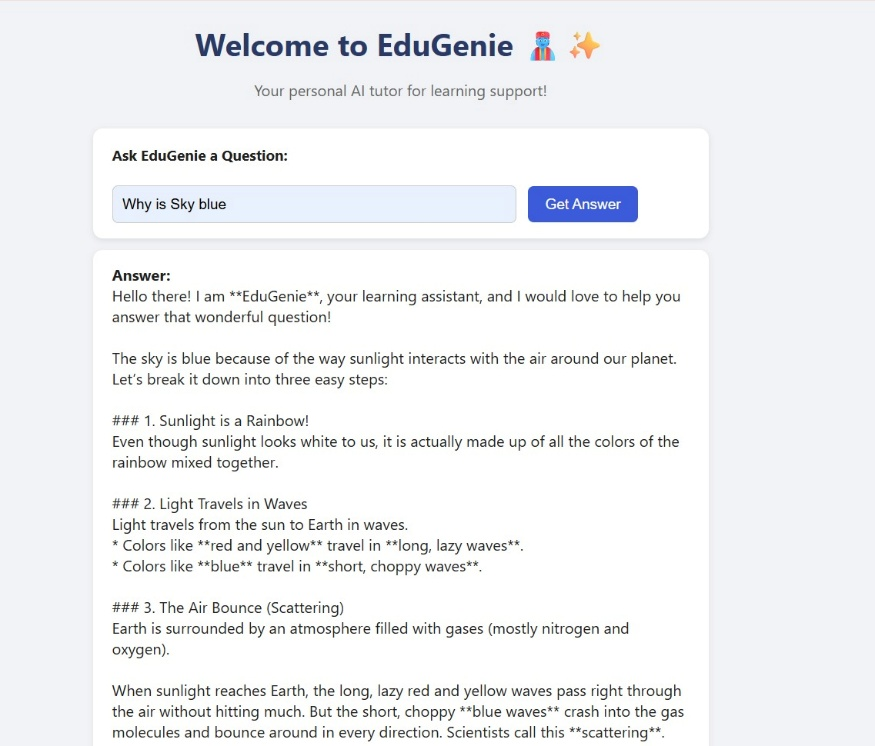 Welcome to EduGenie 🧞‍♂️ ✨
Your personal AI tutor for learning support!
Ask EduGenie a Question:
Why is Sky blue
Get Answer
Answer:
Hello there! I am **EduGenie**, your learning assistant, and I would love to help you
answer that wonderful question!
The sky is blue because of the way sunlight interacts with the air around our planet.
Let’s break it down into three easy steps:
### 1. Sunlight is a Rainbow!
Even though sunlight looks white to us, it is actually made up of all the colors of the
rainbow mixed together.
### 2. Light Travels in Waves
Light travels from the sun to Earth in waves.
* Colors like **red and yellow** travel in **long, lazy waves**.
* Colors like **blue** travel in **short, choppy waves**.
### 3. The Air Bounce (Scattering)
Earth is surrounded by an atmosphere filled with gases (mostly nitrogen and
oxygen).
When sunlight reaches Earth, the long, lazy red and yellow waves pass right through
the air without hitting much. But the short, choppy **blue waves** crash into the gas
molecules and bounce around in every direction. Scientists call this **scattering**.